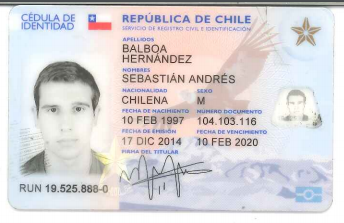 CÉDULA DE
IDENTIDAD
REPÚBLICA DE CHILE
SERVICIO DE REGISTRO CIVIL E IDENTIFICACIÓN
APELLIDOS
BALBOA
HERNÁNDEZ
NOMBRES
SEBASTIÁN ANDRÉS
NACIONALIDAD SEXO
CHILENA M
FECHA DE NACIMIENTO NÚMERO DOCUMENTO
10 FEB 1997 104.103.116
FECHA DE EMISIÓN FECHA DE VENCIMIENTO
17 DIC 2014 10 FEB 2020
FIRMA DEL TITULAR
RUN 19.525.888-0